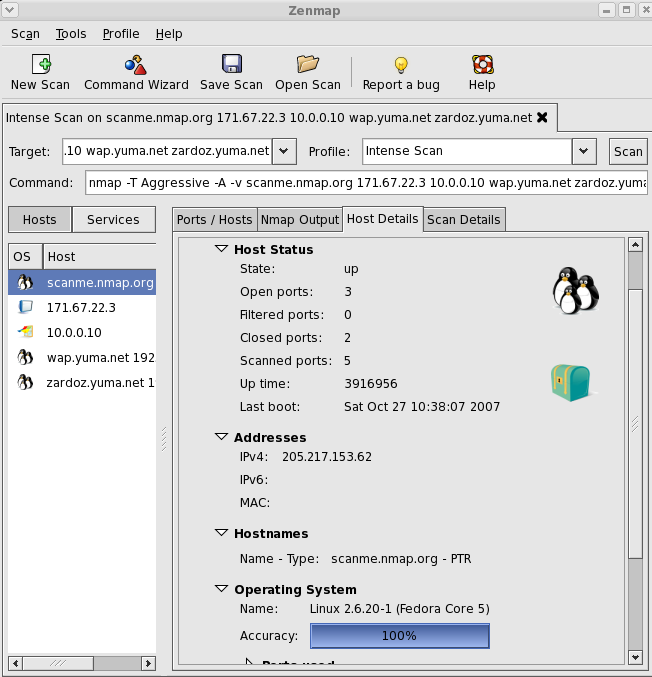 Zenmap
Scan Tools Profile Help
New Scan Command Wizard Save Scan Open Scan Report a bug Help
Intense Scan on scanme.nmap.org 171.67.22.3 10.0.0.10 wap.yuma.net zardoz.yuma.net
Target: .10 wap.yuma.net zardoz.yuma.net Profile: Intense Scan Scan
Command: nmap -T Aggressive -A -v scanme.nmap.org 171.67.22.3 10.0.0.10 wap.yuma.net zardoz.yuma
Hosts Services
OS Host
scanme.nmap.org
171.67.22.3
10.0.0.10
wap.yuma.net 192
zardoz.yuma.net 1
Ports / Hosts Nmap Output Host Details Scan Details
Host Status
State: up
Open ports: 3
Filtered ports: 0
Closed ports: 2
Scanned ports: 5
Up time: 3916956
Last boot: Sat Oct 27 10:38:07 2007
Addresses
IPv4: 205.217.153.62
IPv6:
MAC:
Hostnames
Name - Type: scanme.nmap.org - PTR
Operating System
Name: Linux 2.6.20-1 (Fedora Core 5)
Accuracy: 100%
Ports used